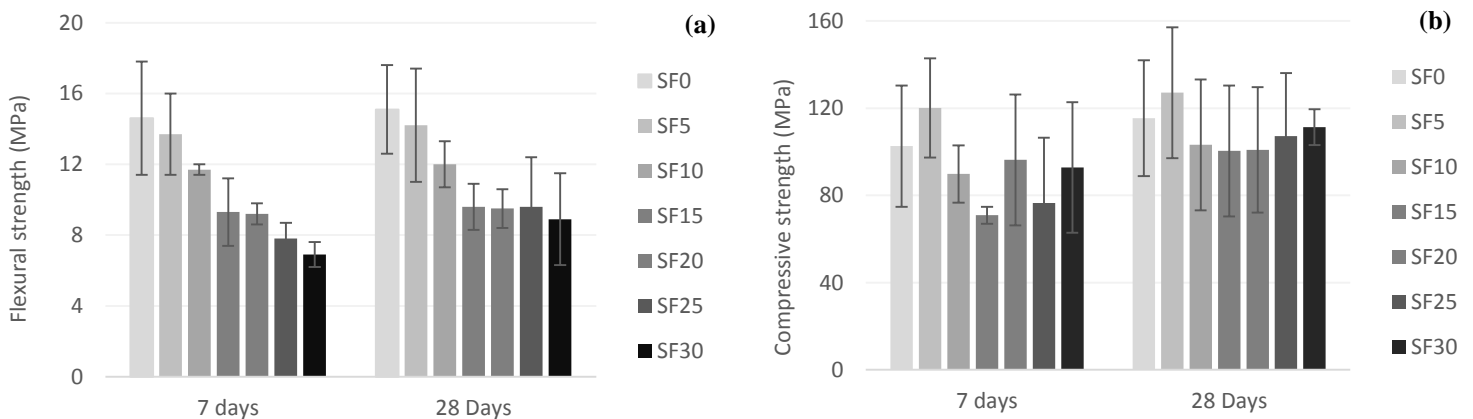 (a)
Flexural strength (MPa)
20
16
12
8
4
0
7 days
28 Days
SF0
SF5
SF10
SF15
SF20
SF25
SF30
(b)
Compressive strength (MPa)
160
120
80
40
0
7 days
28 Days
SF0
SF5
SF10
SF15
SF20
SF25
SF30